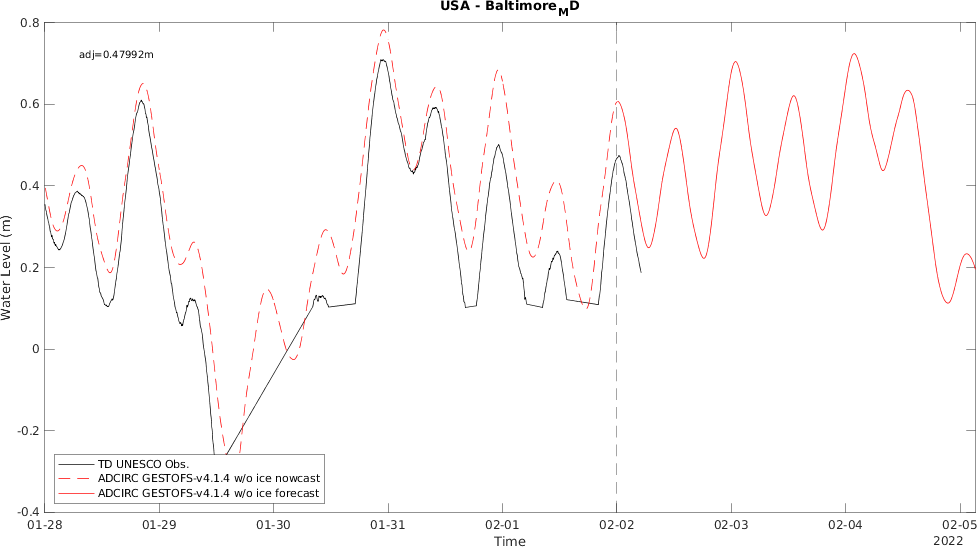 USA - BaltimoreMD
adj=0.47992m
0.8
0.6
0.4
0.2
0
-0.2
-0.4
Water Level (m)
TD UNESCO Obs.
ADCIRC GESTOFS-v4.1.4 w/o ice nowcast
ADCIRC GESTOFS-v4.1.4 w/o ice forecast
01-28 01-29 01-30 01-31 02-01 02-02 02-03 02-04 02-05
Time
2022